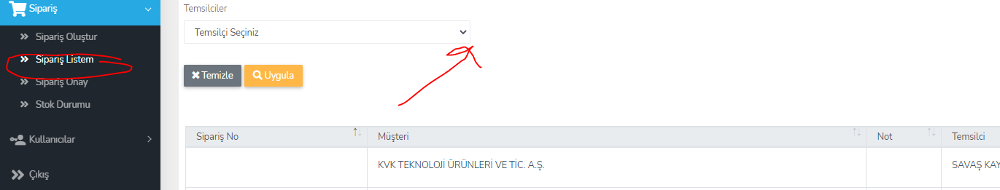 Sipariş
Sipariş Oluştur
Sipariş Listem
Sipariş Onay
Stok Durumu
Kullanıcılar
Çıkış
Temsilciler
Temsilçi Seçiniz
Temizle
Uygula
Sipariş No
Müşteri
Not
Temsilci
KVK TEKNOLOJİ ÜRÜNLERİ VE TİC. A.Ş.
SAVAŞ KAY